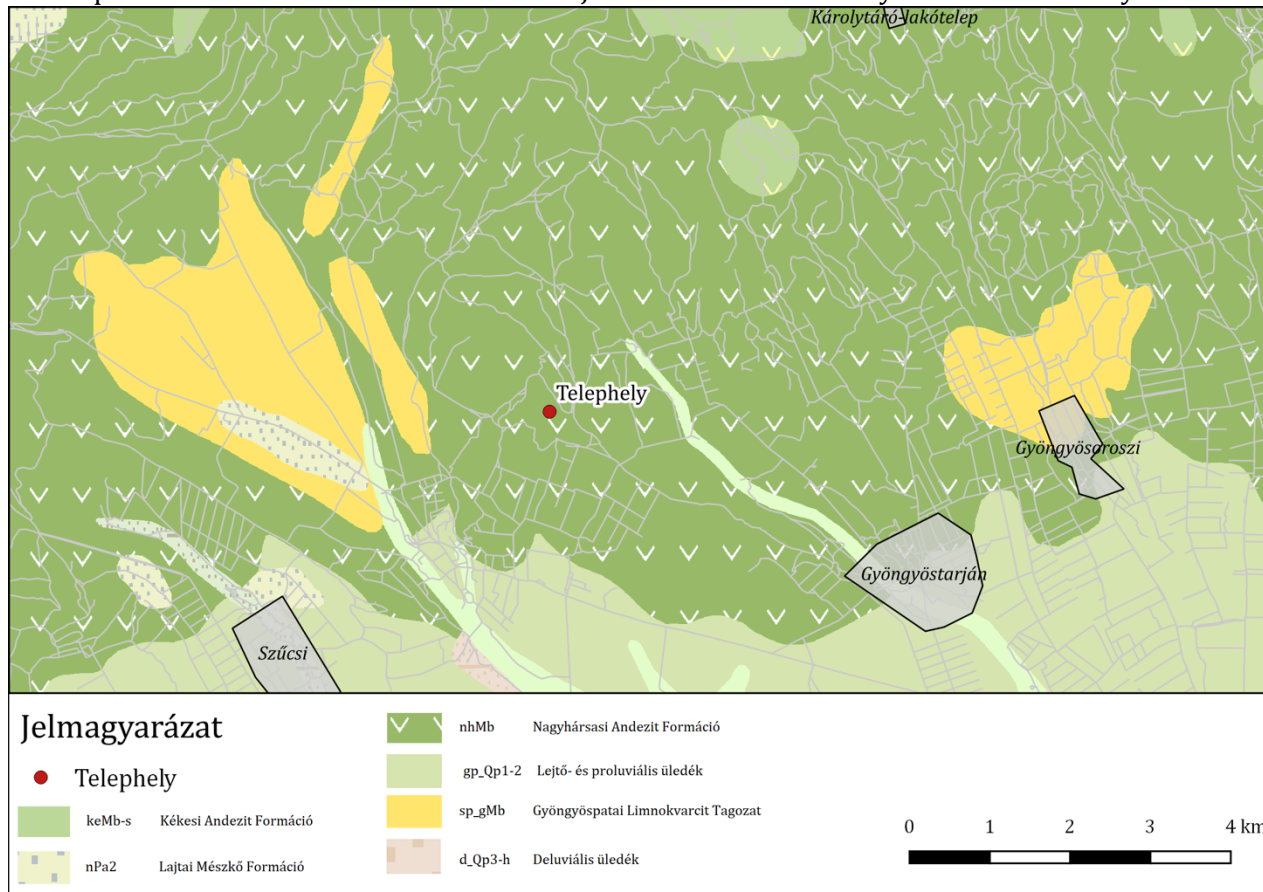 Károlytáró-lakótelep
Telephely
Gyöngyösoroszi
Gyöngyöstarján
Szűcsi
Jelmagyarázat
Telephely
keMb-s Kékesi Andezit Formáció
nPa2 Lajtai Mészkő Formáció
nhMb Nagyhársasi Andezit Formáció
gp_Qp1-2 Lejtő- és proluviális üledék
sp_gMb Gyöngyöspatai Limnokvarcit Tagozat
d_Qp3-h Deluviális üledék
0 1 2 3 4 km